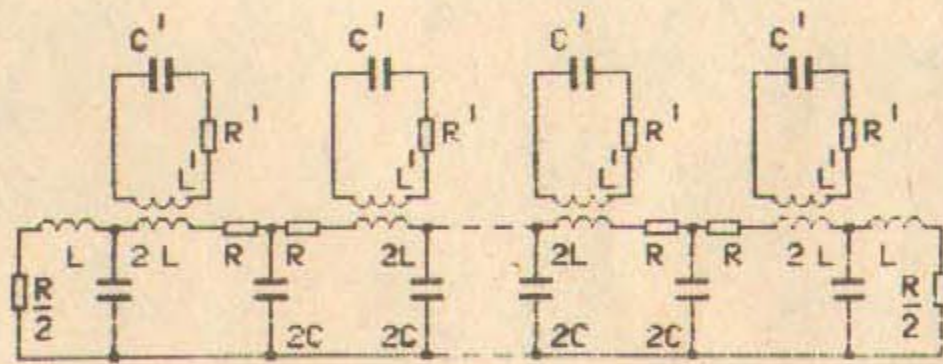 C' C' C' C'
R' R' R' R'
L' L' L' L'
L 2L R R 2L 2L R R 2L L
R/2 2C 2C 2C 2C R/2